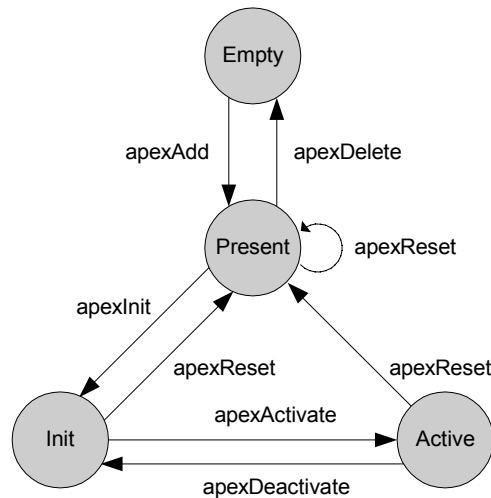 Empty
apexAdd
apexDelete
Present
apexReset
apexInit
apexReset
apexReset
apexActivate
Init
Active
apexDeactivate